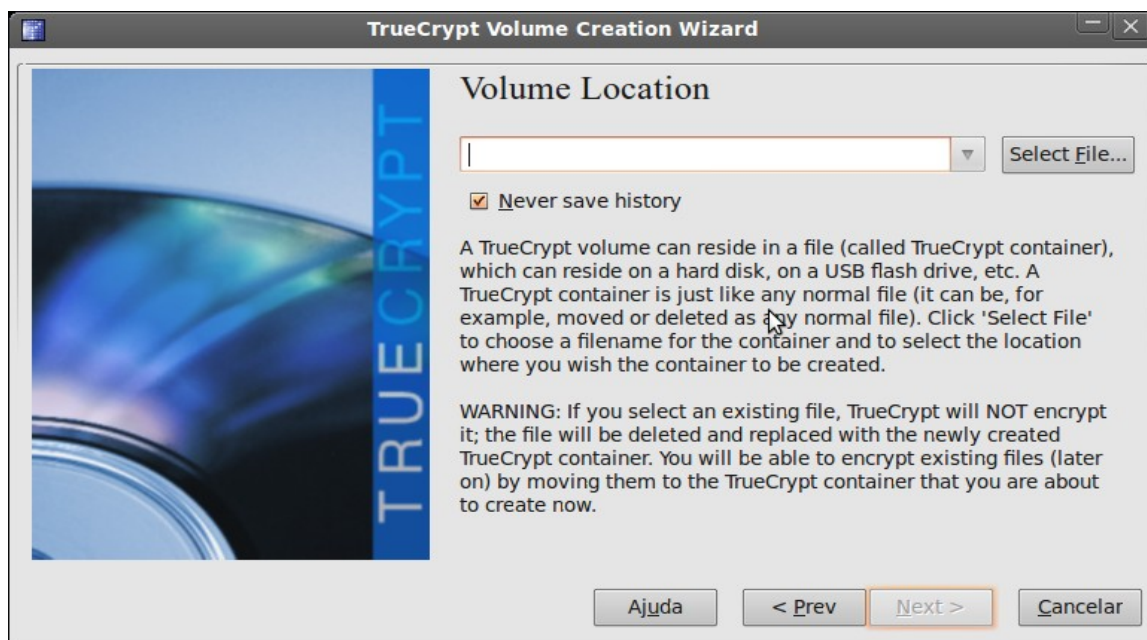 TrueCrypt Volume Creation Wizard
TRUECRYPT
Volume Location
Select File...
Never save history
A TrueCrypt volume can reside in a file (called TrueCrypt container),
which can reside on a hard disk, on a USB flash drive, etc. A
TrueCrypt container is just like any normal file (it can be, for
example, moved or deleted as any normal file). Click 'Select File'
to choose a filename for the container and to select the location
where you wish the container to be created.
WARNING: If you select an existing file, TrueCrypt will NOT encrypt
it; the file will be deleted and replaced with the newly created
TrueCrypt container. You will be able to encrypt existing files (later
on) by moving them to the TrueCrypt container that you are about
to create now.
Ajuda
< Prev
Next >
Cancelar